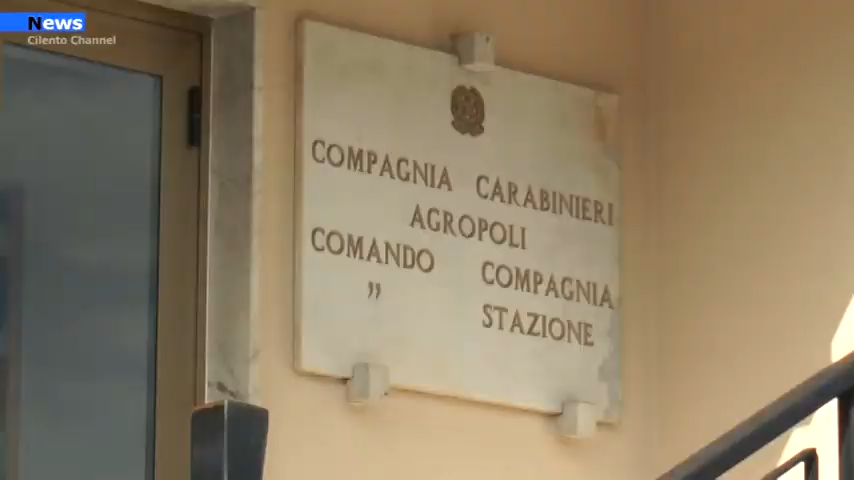 News
Cilento Channel
COMPAGNIA CARABINIERI
AGROPOLI
COMANDO COMPAGNIA
” STAZIONE